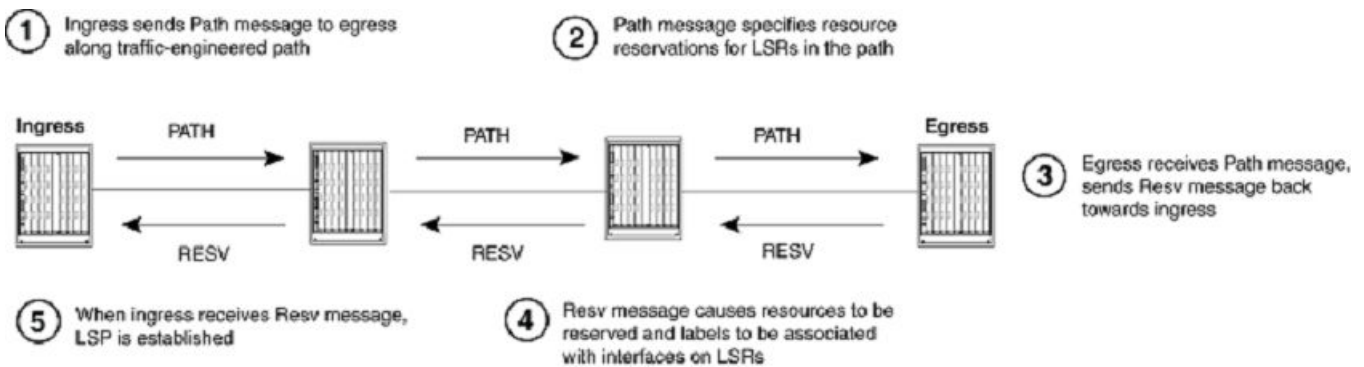 1 Ingress sends Path message to egress
along traffic-engineered path
2 Path message specifies resource
reservations for LSRs in the path
Ingress
PATH
PATH
PATH
Egress
3 Egress receives Path message,
sends Resv message back
towards ingress
RESV
RESV
RESV
5 When ingress receives Resv message,
LSP is established
4 Resv message causes resources to be
reserved and labels to be associated
with interfaces on LSRs